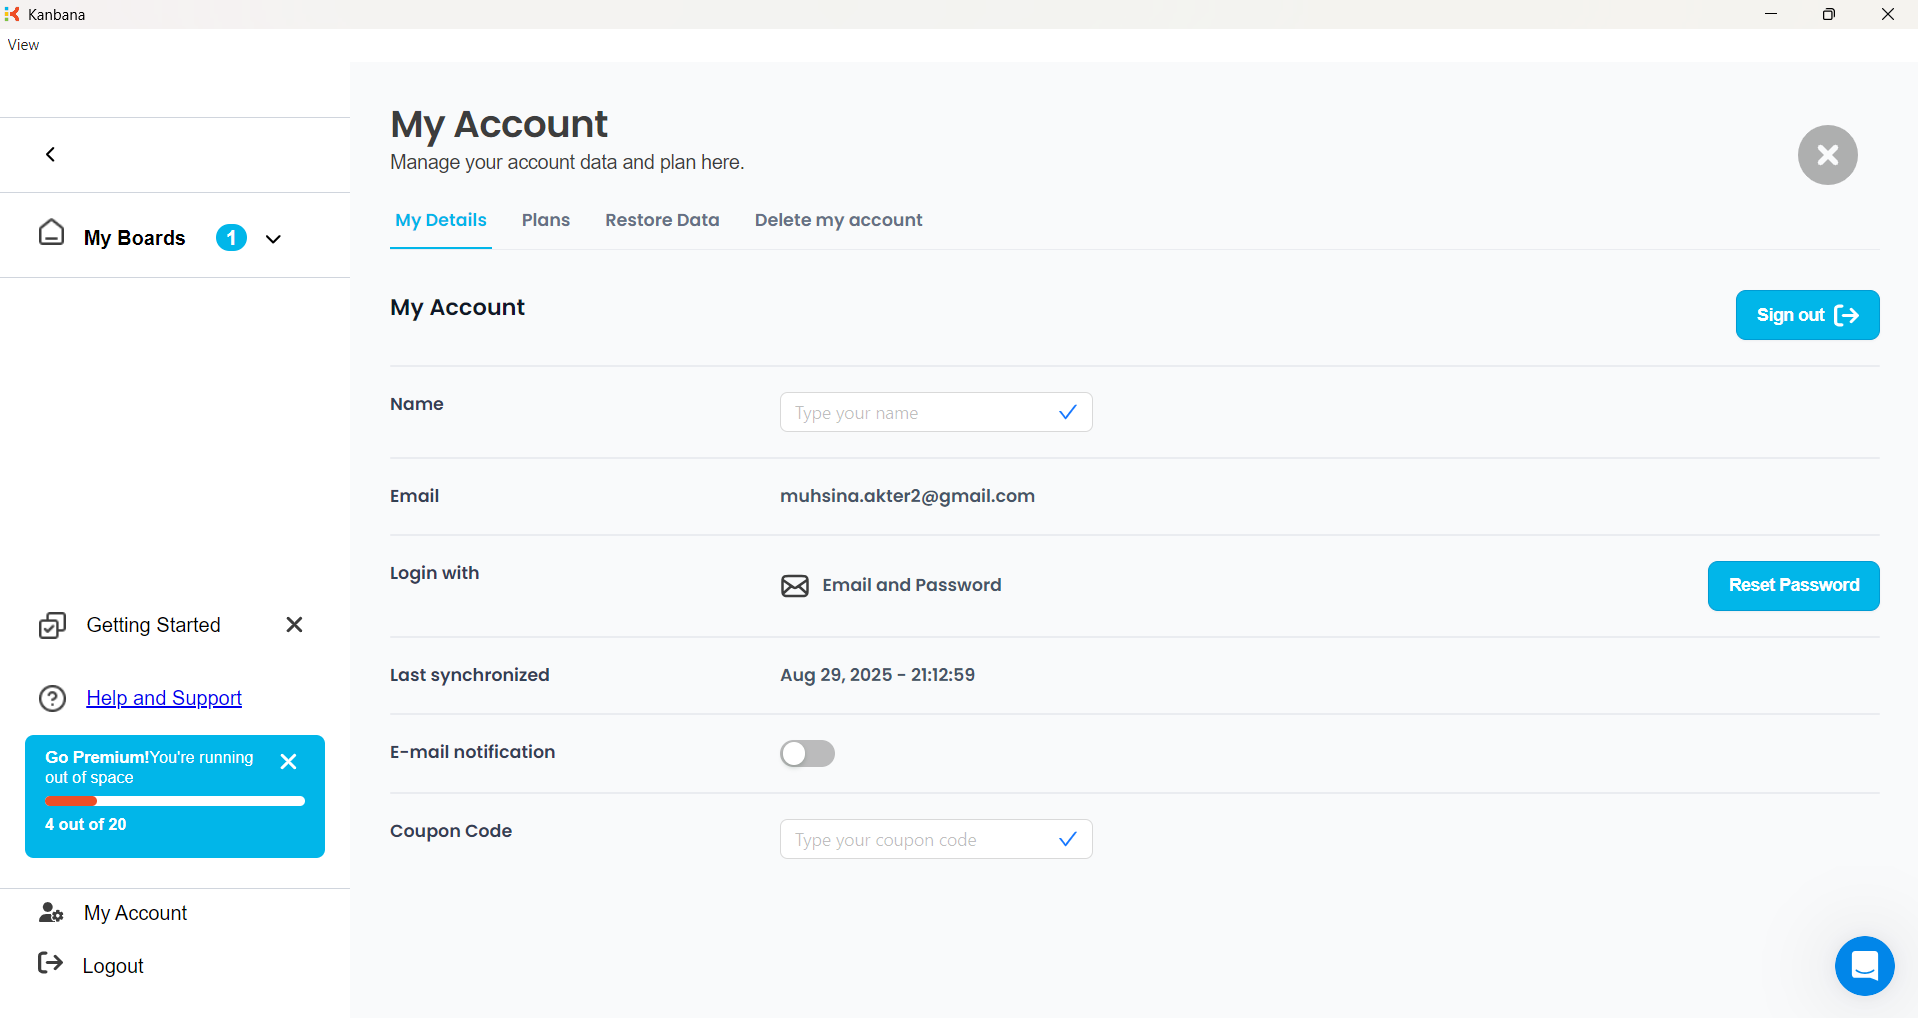 Kanbana
View
My Boards 1
Getting Started
Help and Support
Go Premium!You're running
out of space
4 out of 20
My Account
Logout
My Account
Manage your account data and plan here.
My Details Plans Restore Data Delete my account
My Account
Sign out
Name
Type your name
Email
muhsina.akter2@gmail.com
Login with
Email and Password
Reset Password
Last synchronized
Aug 29, 2025 - 21:12:59
E-mail notification
Coupon Code
Type your coupon code